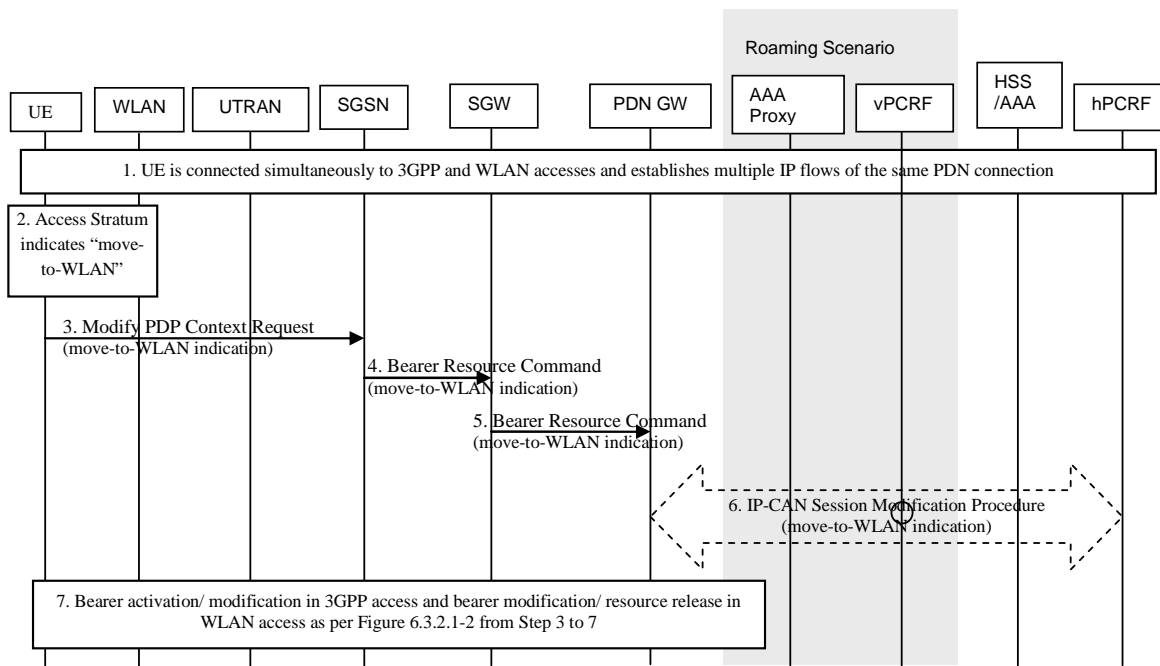 Roaming Scenario
UE
WLAN
UTRAN
SGSN
SGW
PDN GW
AAA
Proxy
vPCRF
HSS
/AAA
hPCRF
1. UE is connected simultaneously to 3GPP and WLAN accesses and establishes multiple IP flows of the same PDN connection
2. Access Stratum
indicates “move-
to-WLAN”
3. Modify PDP Context Request
(move-to-WLAN indication)
4. Bearer Resource Command
(move-to-WLAN indication)
5. Bearer Resource Command
(move-to-WLAN indication)
6. IP-CAN Session Modification Procedure
(move-to-WLAN indication)
7. Bearer activation/ modification in 3GPP access and bearer modification/ resource release in
WLAN access as per Figure 6.3.2.1-2 from Step 3 to 7